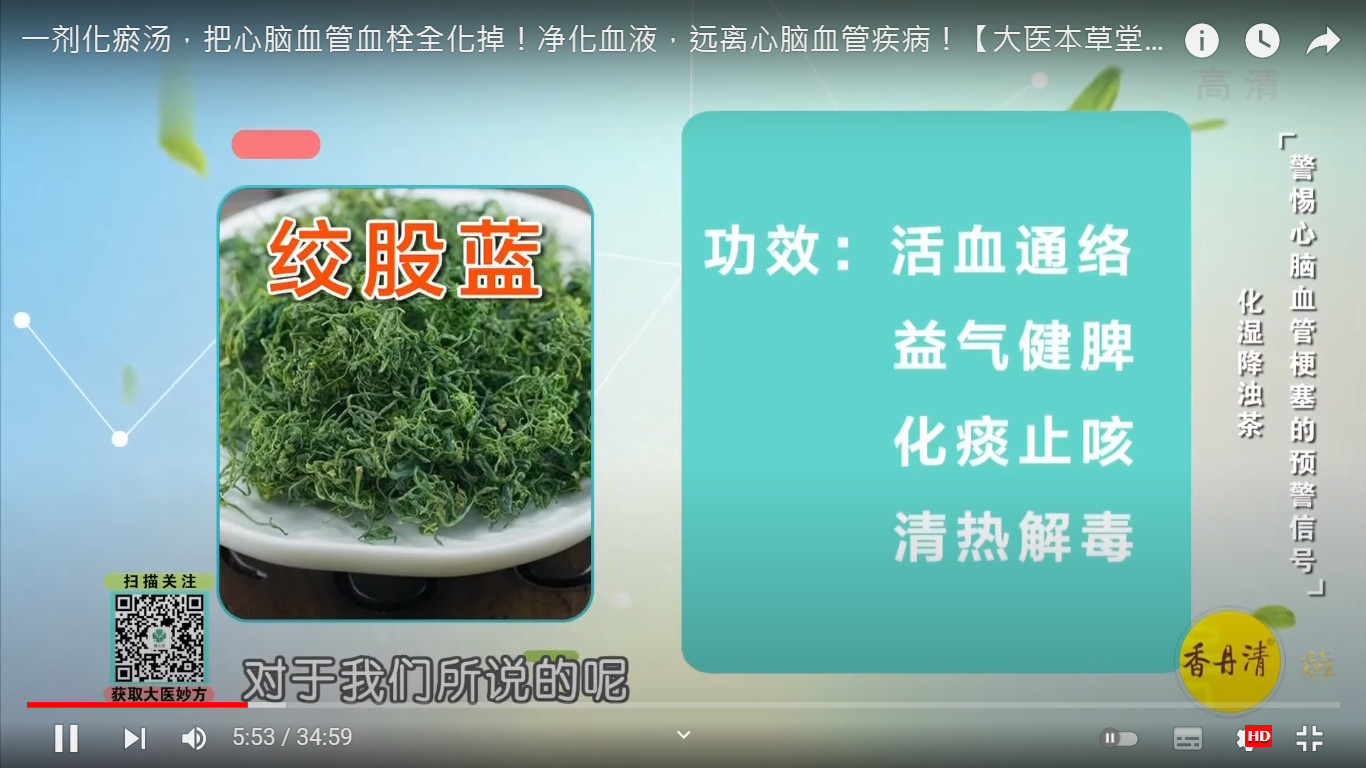 一剂化瘀汤，把心脑血管血栓全化掉！净化血液，远离心脑血管疾病！【大医本草堂...
高清
绞股蓝
功效：活血通络
益气健脾
化痰止咳
清热解毒
「警惕心脑血管梗塞的预警信号」
化湿降浊茶
扫描关注
获取大医妙方
对于我们所说的呢
香丹清®
5:53 / 34:59
HD